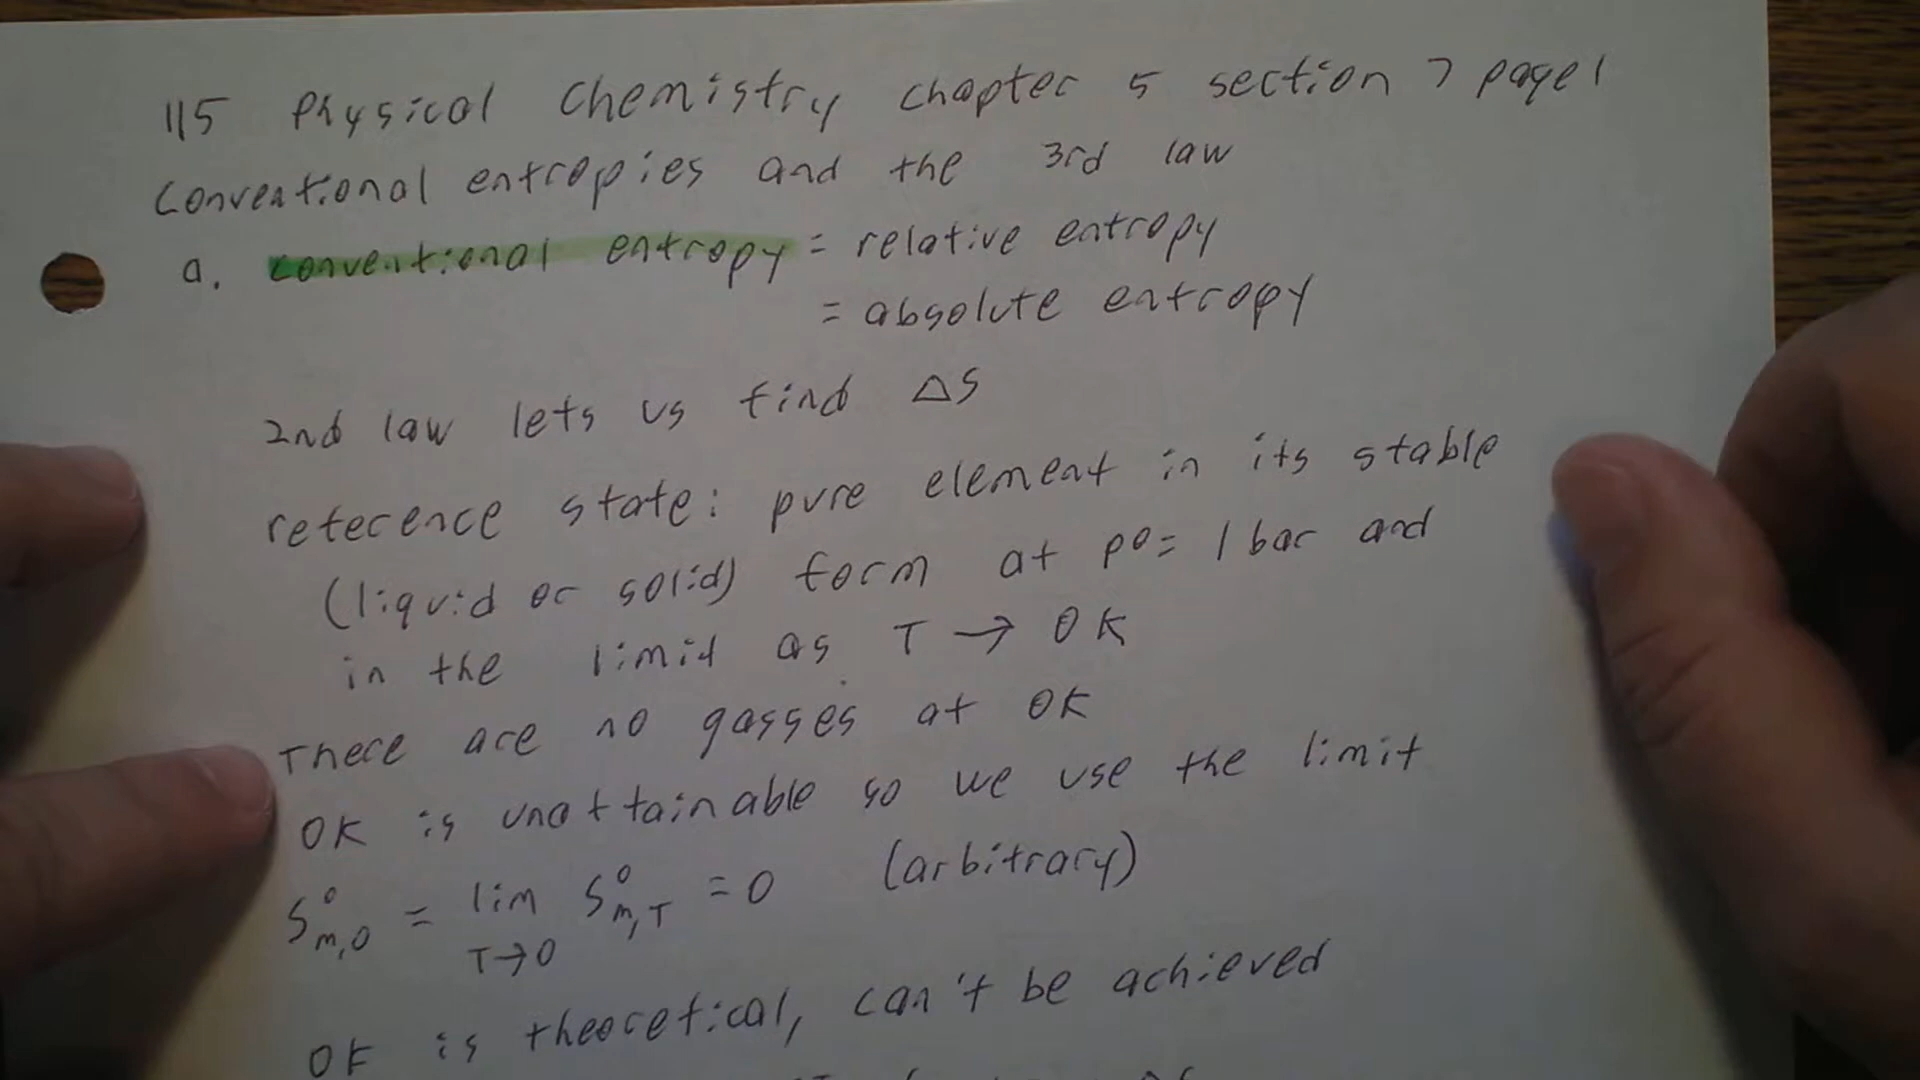 115 Physical Chemistry chapter 5 section 7 page 1
Conventional entropies and the 3rd law
a. conventional entropy = relative entropy
= absolute entropy
2nd law lets us find ΔS
reference state: pure element in its stable
(liquid or solid) form at P° = 1 bar and
in the limit as T → 0K
There are no gasses at 0K
0K is unattainable so we use the limit
S°m,0 = lim T→0 S°m,T = 0 (arbitrary)
0K is theoretical, can't be achieved